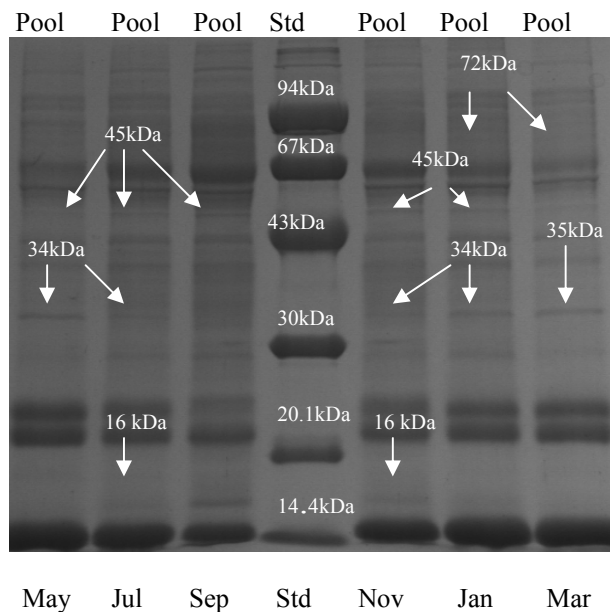 Pool Pool Pool Std Pool Pool Pool
72kDa
94kDa
45kDa
67kDa
45kDa
43kDa
35kDa
34kDa
34kDa
30kDa
20.1kDa
16 kDa
16 kDa
14.4kDa
May Jul Sep Std Nov Jan Mar